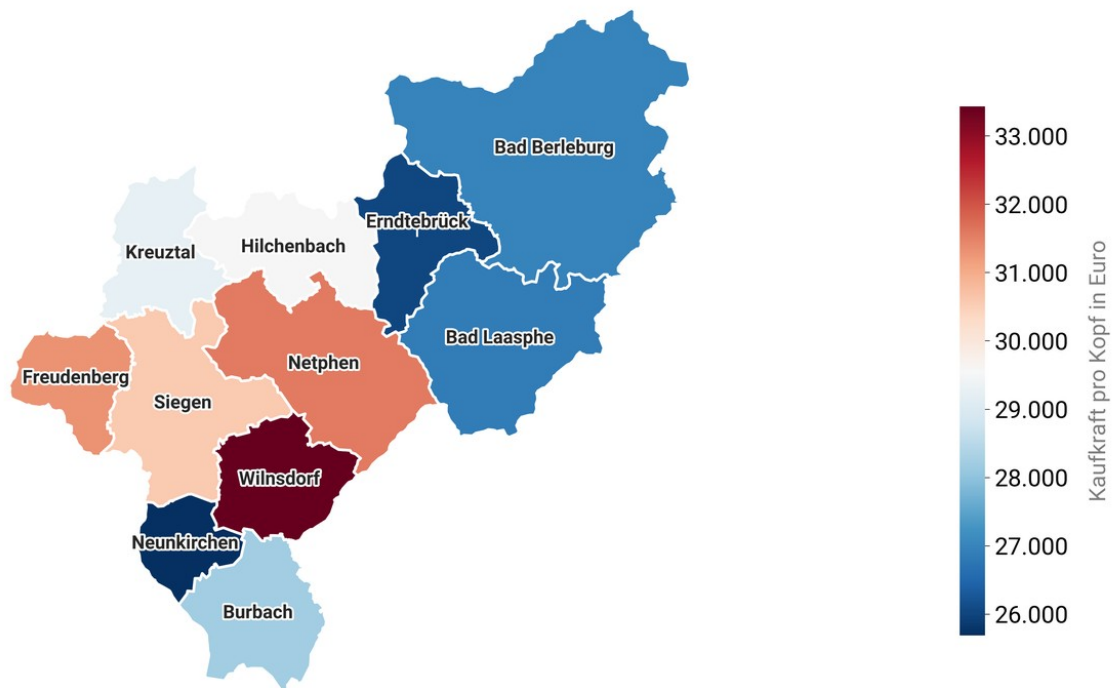 Bad Berleburg
Erndtebrück
Hilchenbach
Kreuztal
Bad Laasphe
Netphen
Freudenberg
Siegen
Wilnsdorf
Neunkirchen
Burbach
33.000
32.000
31.000
30.000
29.000
28.000
27.000
26.000
Kaufkraft pro Kopf in Euro